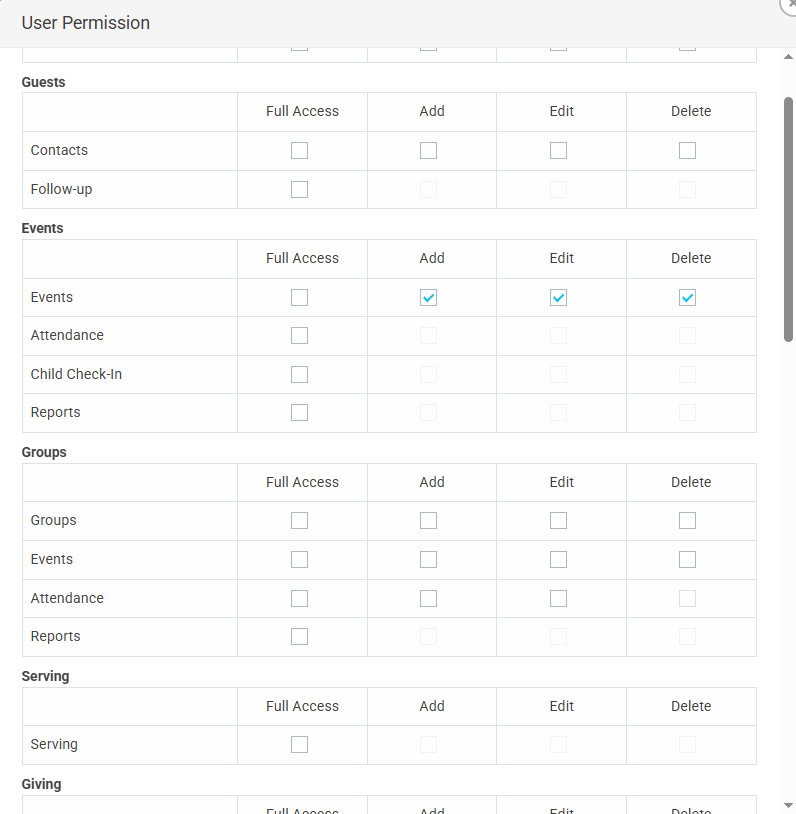 User Permission
Guests
Full Access Add Edit Delete
Contacts
Follow-up
Events
Full Access Add Edit Delete
Events
Attendance
Child Check-In
Reports
Groups
Full Access Add Edit Delete
Groups
Events
Attendance
Reports
Serving
Full Access Add Edit Delete
Serving
Giving
Full Access Add Edit Delete